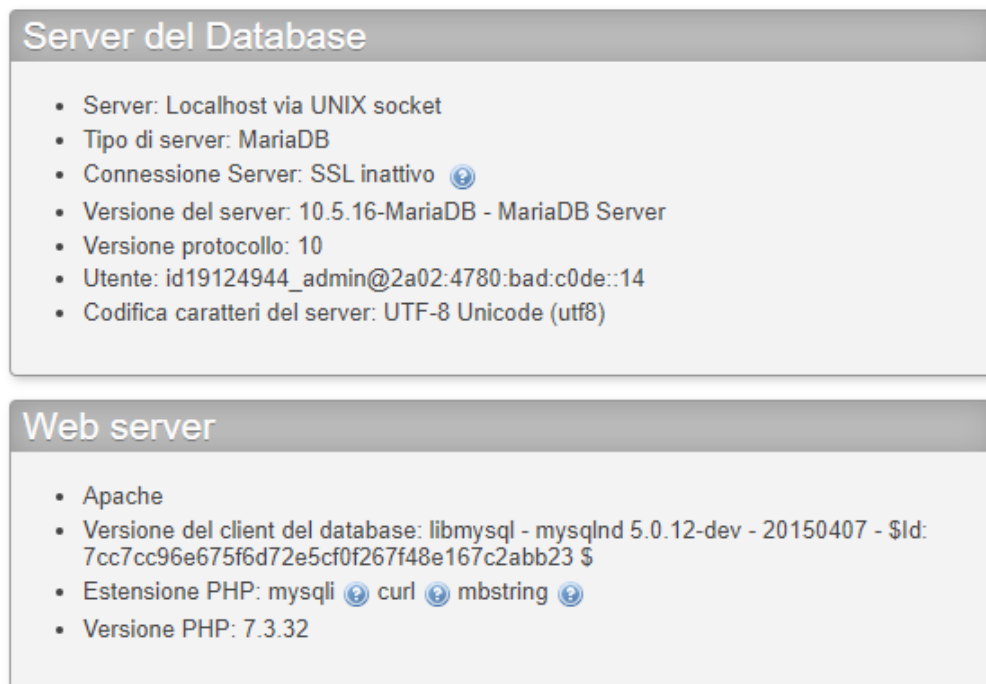 Server del Database
Server: Localhost via UNIX socket
Tipo di server: MariaDB
Connessione Server: SSL inattivo
Versione del server: 10.5.16-MariaDB - MariaDB Server
Versione protocollo: 10
Utente: id19124944_admin@2a02:4780:bad:c0de::14
Codifica caratteri del server: UTF-8 Unicode (utf8)
Web server
Apache
Versione del client del database: libmysql - mysqlnd 5.0.12-dev - 20150407 - $Id:
7cc7cc96e675f6d72e5cf0f267f48e167c2abb23 $
Estensione PHP: mysqli curl mbstring
Versione PHP: 7.3.32